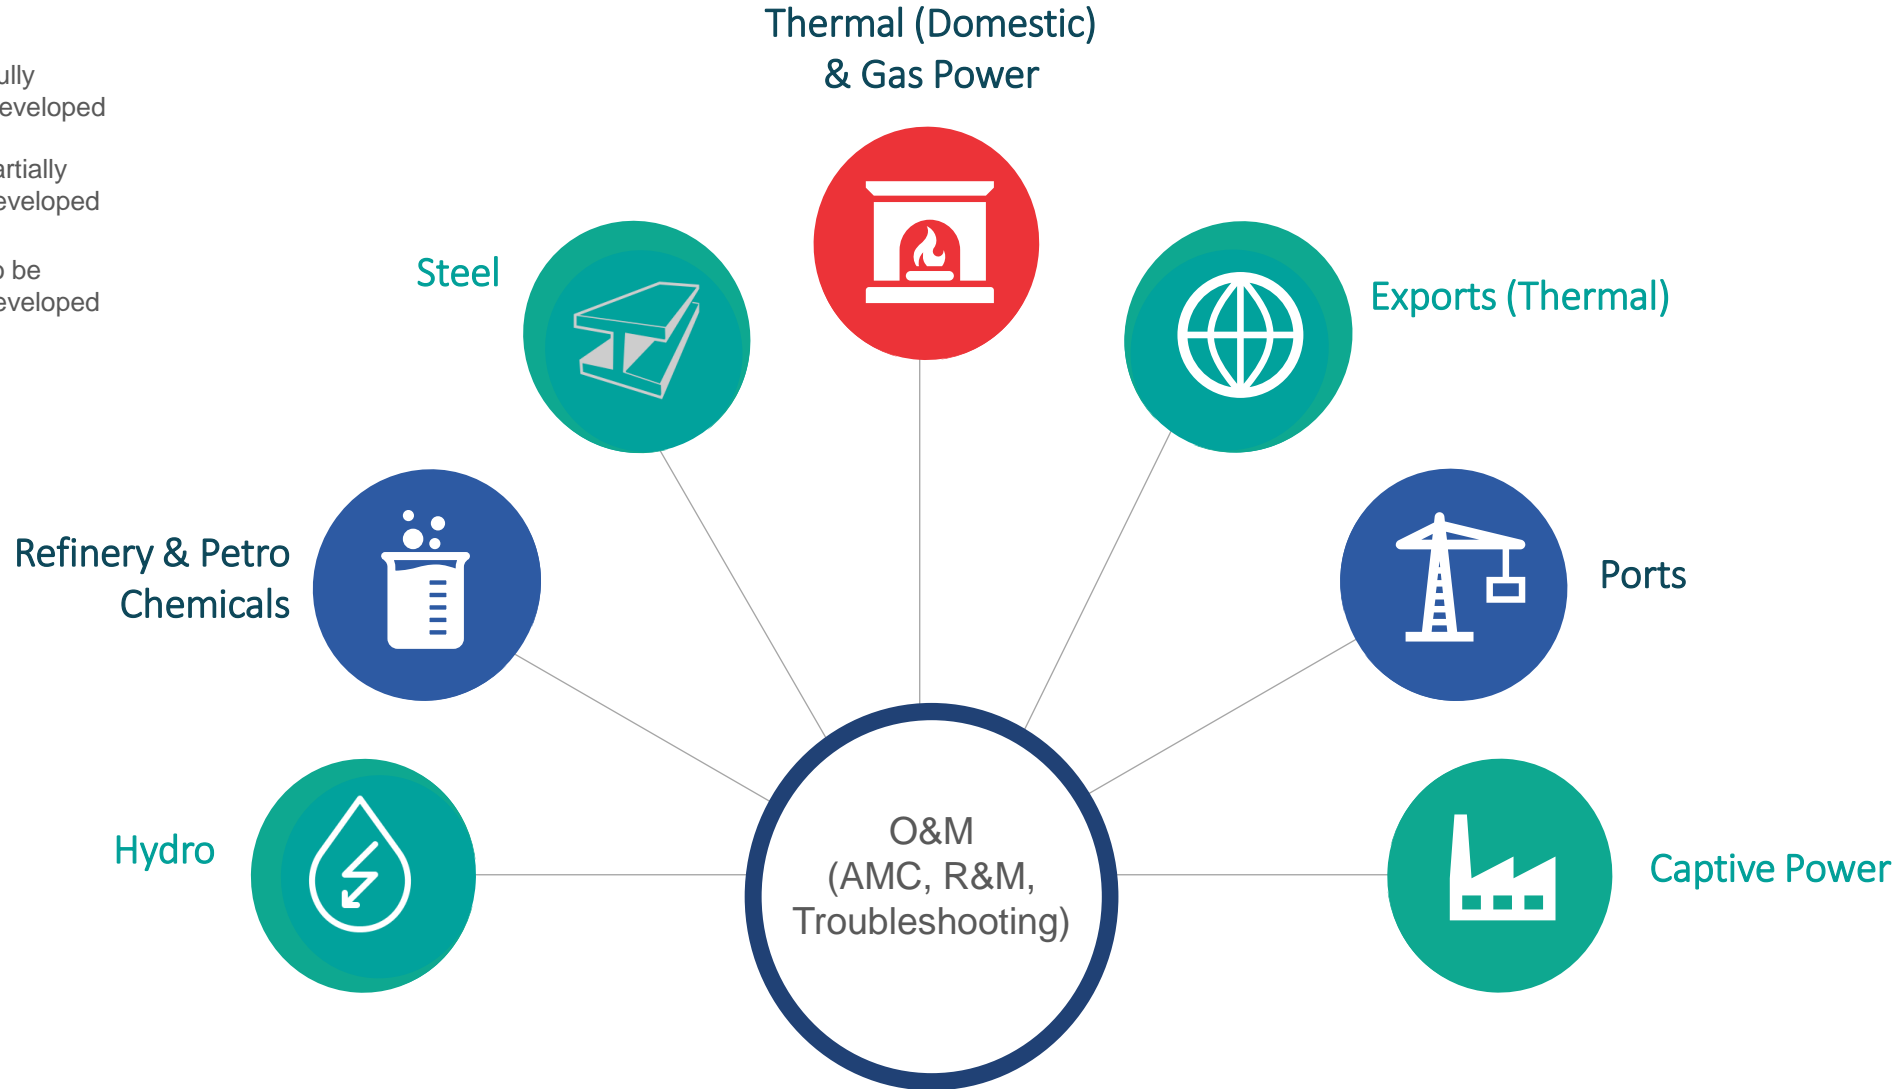 Thermal (Domestic)
& Gas Power
ully
eveloped
artially
eveloped
o be
eveloped
Steel
Exports (Thermal)
Refinery & Petro
Chemicals
Ports
Hydro
O&M
(AMC, R&M,
Troubleshooting)
Captive Power